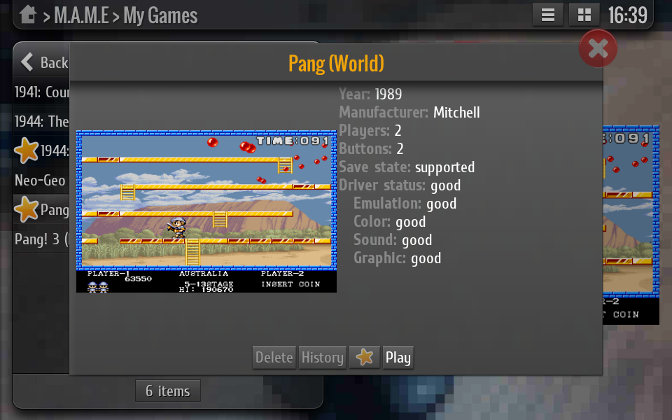 > M.A.M.E > My Games
16:39
Back
Pang (World)
1941: Coun
1944: The
1944:
Neo-Geo
Pang
Pang! 3 (
6 items
Year: 1989
Manufacturer: Mitchell
Players: 2
Buttons: 2
Save state: supported
Driver status: good
Emulation: good
Color: good
Sound: good
Graphic: good
TIME:091
PLAYER-1 AUSTRALIA PLAYER-2
63550 5-13STAGE INSERT COIN
HI: 190670
Delete History Play